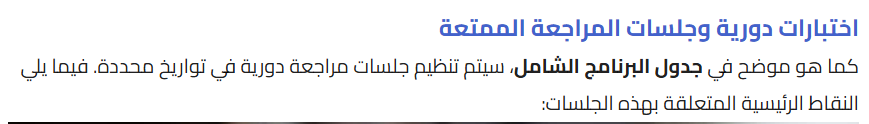 اختبارات دورية وجلسات المراجعة الممتعة
كما هو موضح في جدول البرنامج الشامل، سيتم تنظيم جلسات مراجعة دورية في تواريخ محددة. فيما يلي
النقاط الرئيسية المتعلقة بهذه الجلسات: